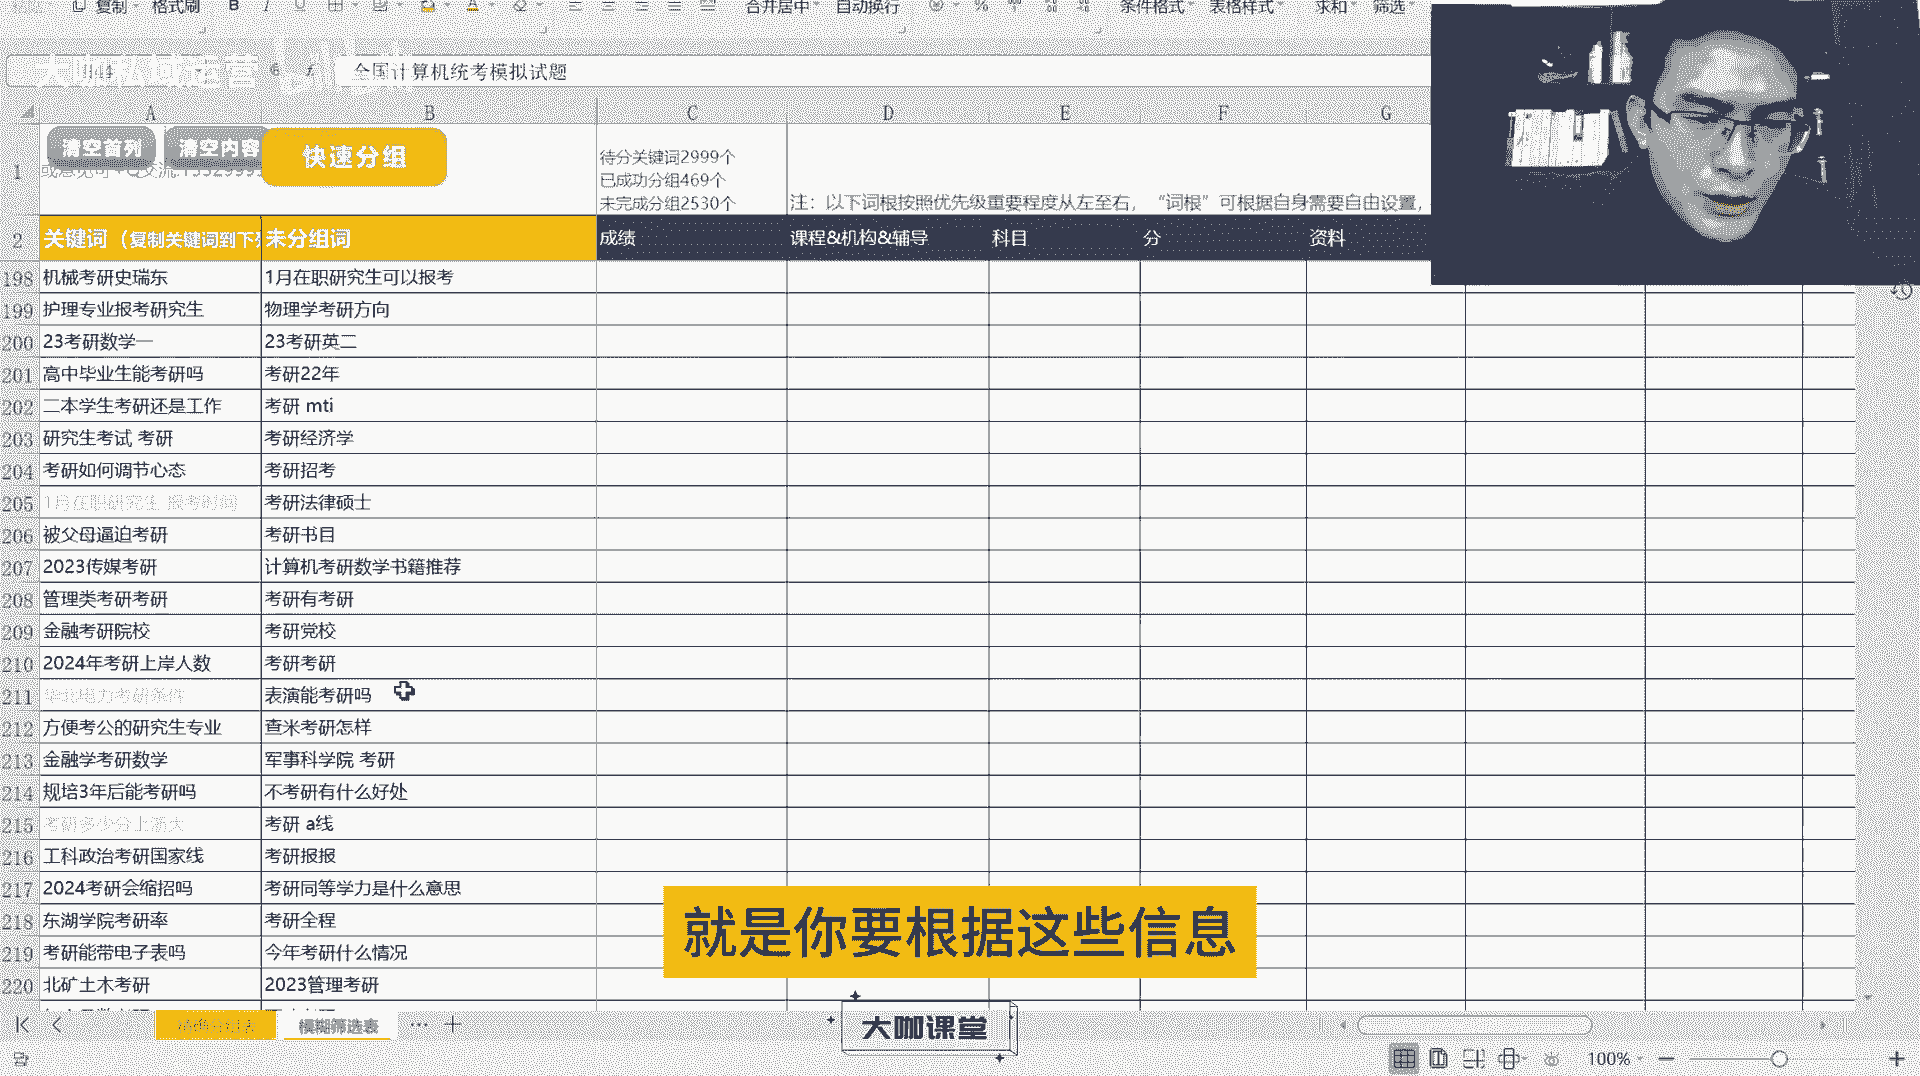 复制 格式刷 B I U 合并居中 自动换行 % 条件格式 表格样式 求和 筛选
大咖私域运营 bilibili
全国计算机统考模拟试题
A B C D E F G
清空首列 清空内容 快速分组
待分关键词2999个
已成功分组469个
未完成分组2530个
注：以下词根按照优先级重要程度从左至右， “词根”可根据自身需要自由设置，
1
2 关键词（复制关键词到下 未分组词 成绩 课程&机构&辅导 科目 分 资料
198 机械考研史瑞东 1月在职研究生可以报考
199 护理专业报考研究生 物理学考研方向
200 23考研数学一 23考研英二
201 高中毕业生能考研吗 考研22年
202 二本学生考研还是工作 考研 mti
203 研究生考试 考研 考研经济学
204 考研如何调节心态 考研招考
205 1月在职研究生 报考时间 考研法律硕士
206 被父母逼迫考研 考研书目
207 2023传媒考研 计算机考研数学书籍推荐
208 管理类考研考研 考研有考研
209 金融考研院校 考研党校
210 2024年考研上岸人数 考研考研
211 华北电力考研条件 表演能考研吗
212 方便考公的研究生专业 查米考研怎样
213 金融学考研数学 军事科学院 考研
214 规培3年后能考研吗 不考研有什么好处
215 考研多少分上浙大 考研 a线
216 工科政治考研国家线 考研报报
217 2024考研会缩招吗 考研同等学力是什么意思
218 东湖学院考研率 考研全程
219 考研能带电子表吗 今年考研什么情况
220 北矿土木考研 2023管理考研
就是你要根据这些信息
模糊筛选表 ··· +
大咖课堂
100% − +